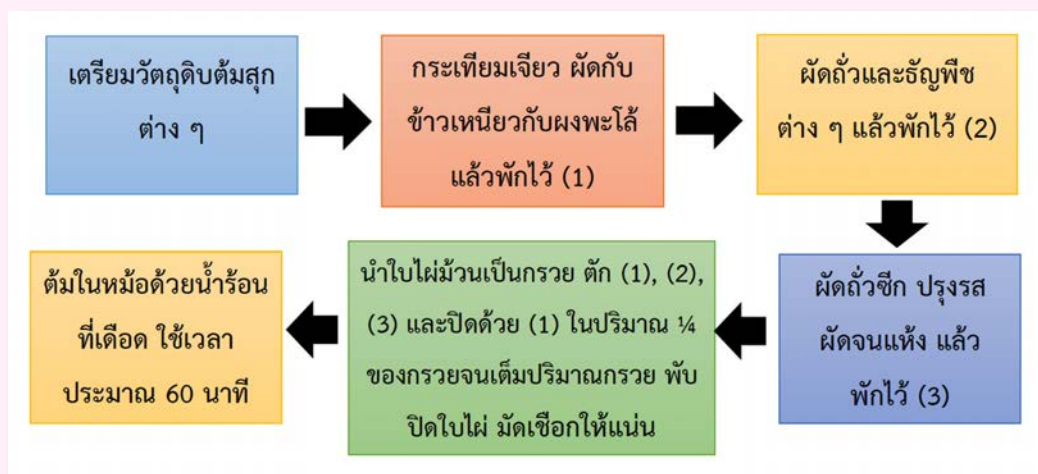 เตรียมวัตถุดิบต้มสุก
ต่าง ๆ
กระเทียมเจียว ผัดกับ
ข้าวเหนียวกับผงพะโล้
แล้วพักไว้ (1)
ผัดถั่วและธัญพืช
ต่าง ๆ แล้วพักไว้ (2)
ผัดถั่วซีก ปรุงรส
ผัดจนแห้ง แล้ว
พักไว้ (3)
นำใบไผ่ม้วนเป็นกรวย ตัก (1), (2),
(3) และปิดด้วย (1) ในปริมาณ ¼
ของกรวยจนเต็มปริมาณกรวย พับ
ปิดใบไผ่ มัดเชือกให้แน่น
ต้มในหม้อด้วยน้ำร้อน
ที่เดือด ใช้เวลา
ประมาณ 60 นาที